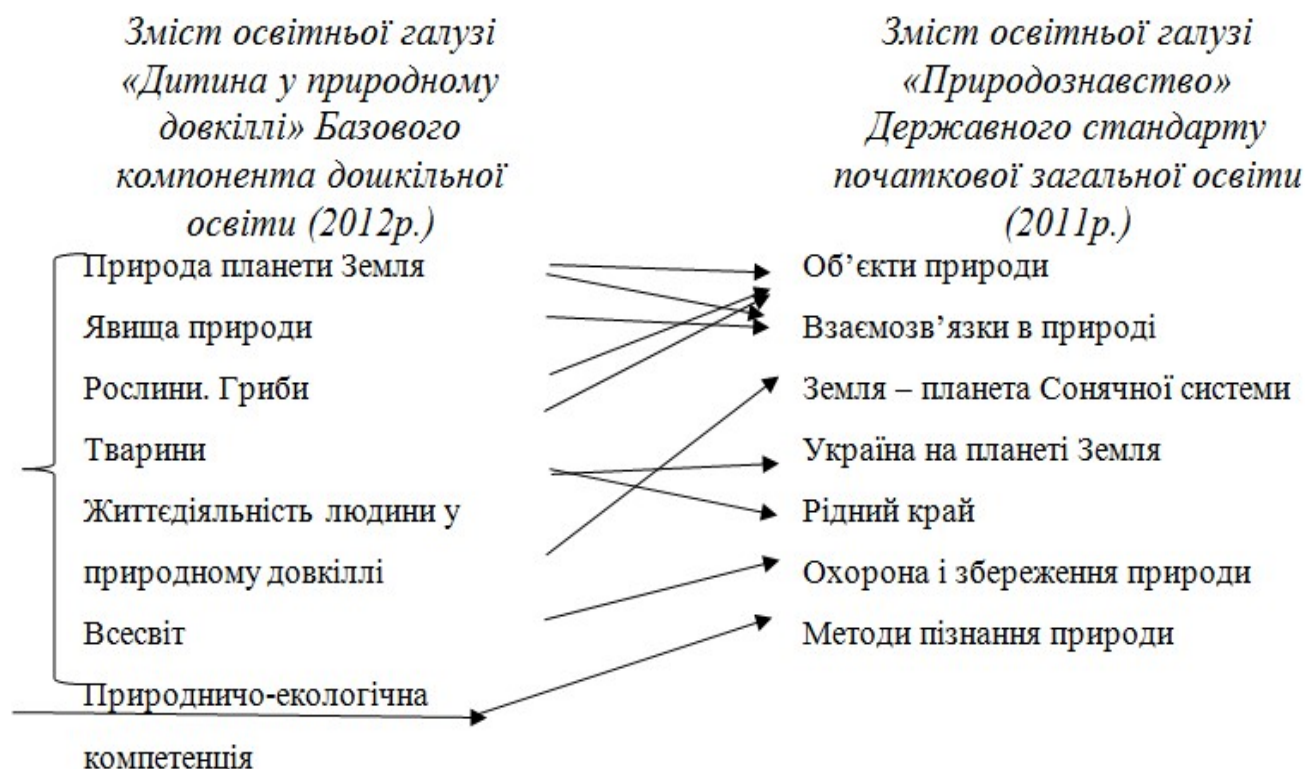 Зміст освітньої галузі
«Дитина у природному
довкіллі» Базового
компонента дошкільної
освіти (2012р.)
Природа планети Земля
Явища природи
Рослини. Гриби
Тварини
Життєдіяльність людини у
природному довкіллі
Всесвіт
Природничо-екологічна
компетенція
Зміст освітньої галузі
«Природознавство»
Державного стандарту
початкової загальної освіти
(2011р.)
Об’єкти природи
Взаємозв’язки в природі
Земля – планета Сонячної системи
Україна на планеті Земля
Рідний край
Охорона і збереження природи
Методи пізнання природи